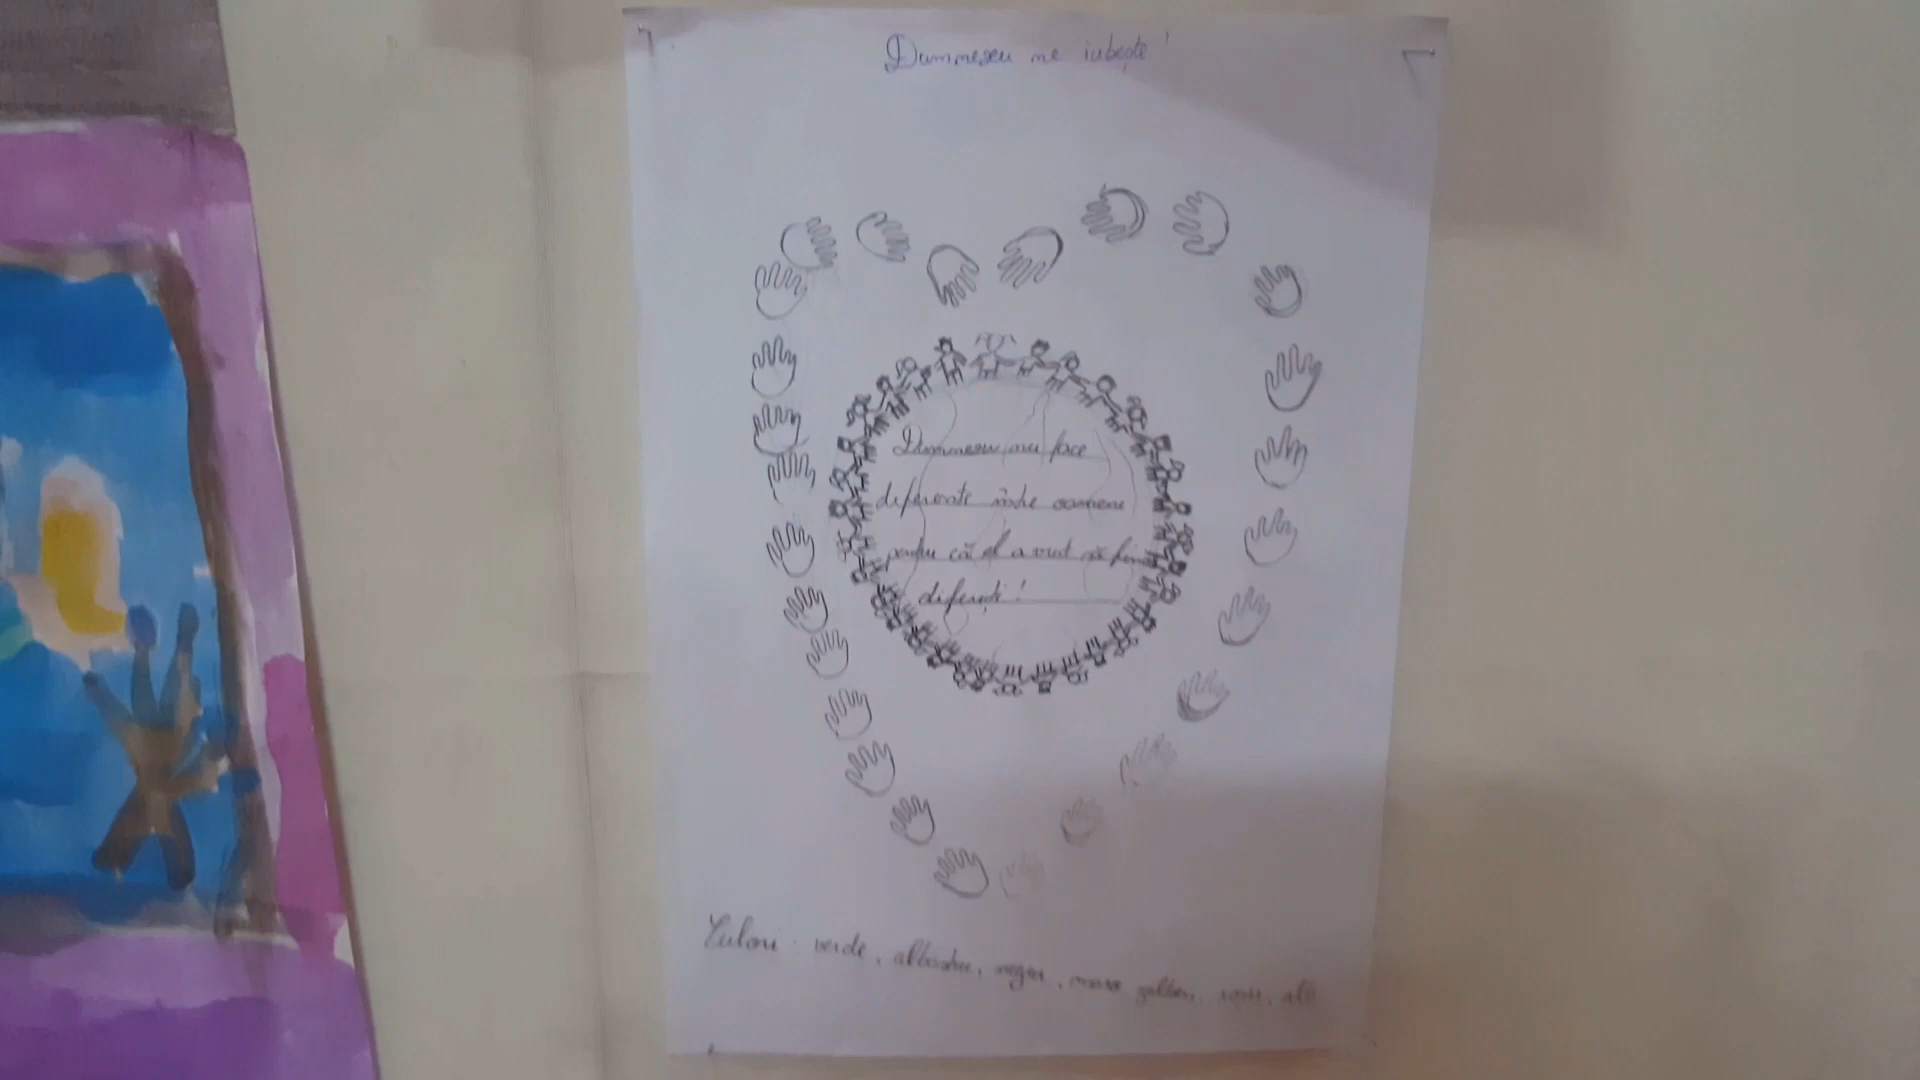 Dumnezeu ne iubește!
Dumnezeu nu face
diferențe între oameni
pentru că el a vrut să fim
diferiți!
Culori: verde, albastru, negru, maro galben, roșu, alb